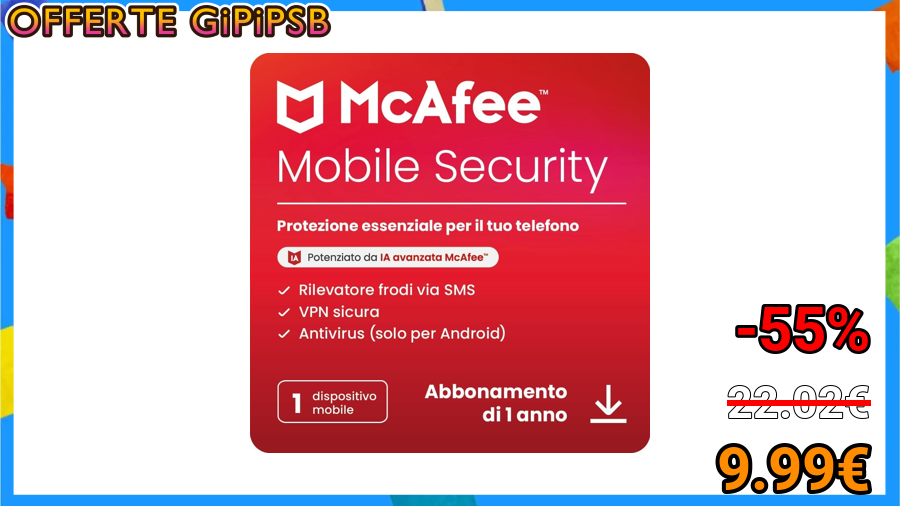 OFFERTE GiPiPSB
McAfee™
Mobile Security
Protezione essenziale per il tuo telefono
IA Potenziato da IA avanzata McAfee™
Rilevatore frodi via SMS
VPN sicura
Antivirus (solo per Android)
1 dispositivo
mobile
Abbonamento
di 1 anno
-55%
22.02€
9.99€